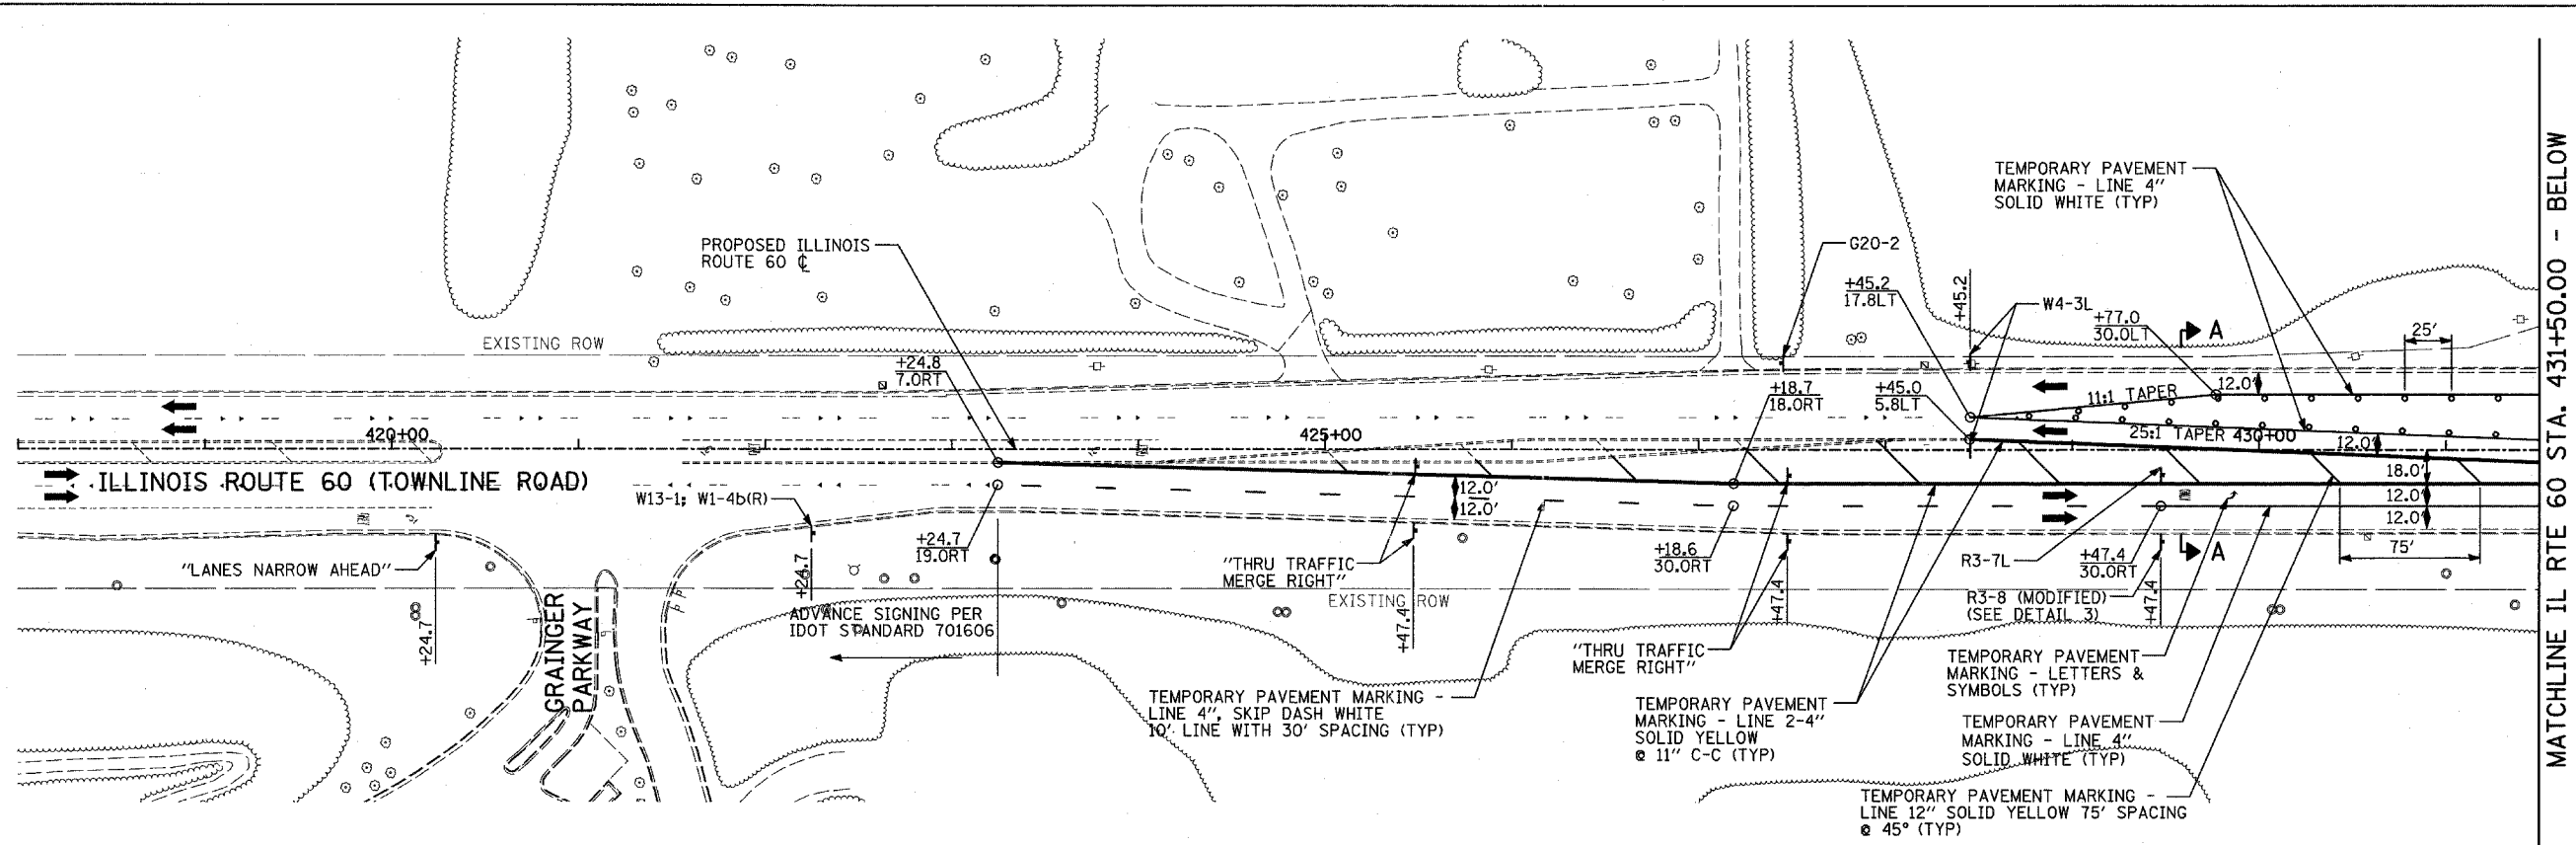 TEMPORARY PAVEMENT
MARKING - LINE 4"
SOLID WHITE (TYP)
PROPOSED ILLINOIS
ROUTE 60 ℄
G20-2
+45.2
17.8LT
+45.2
W4-3L
+77.0
30.0LT
A
25'
EXISTING ROW
+24.8
7.0RT
+18.7
18.0RT
+45.0
5.8LT
11:1 TAPER
12.0'
420+00
425+00
25:1 TAPER
430+00
12.0'
18.0'
ILLINOIS ROUTE 60 (TOWNLINE ROAD)
W13-1; W1-4b(R)
12.0'
12.0'
12.0'
12.0'
"LANES NARROW AHEAD"
+24.7
+24.7
+24.7
19.0RT
"THRU TRAFFIC
MERGE RIGHT"
+47.4
+18.6
30.0RT
+47.4
R3-7L
+47.4
30.0RT
+47.4
A
75'
R3-8 (MODIFIED)
(SEE DETAIL 3)
EXISTING ROW
GRAINGER
PARKWAY
ADVANCE SIGNING PER
IDOT STANDARD 701606
"THRU TRAFFIC
MERGE RIGHT"
TEMPORARY PAVEMENT
MARKING - LETTERS &
SYMBOLS (TYP)
TEMPORARY PAVEMENT MARKING -
LINE 4", SKIP DASH WHITE
10' LINE WITH 30' SPACING (TYP)
TEMPORARY PAVEMENT
MARKING - LINE 2-4"
SOLID YELLOW
@ 11" C-C (TYP)
TEMPORARY PAVEMENT
MARKING - LINE 4"
SOLID WHITE (TYP)
TEMPORARY PAVEMENT MARKING -
LINE 12" SOLID YELLOW 75' SPACING
@ 45° (TYP)
MATCHLINE IL RTE 60 STA. 431+50.00 - BELOW